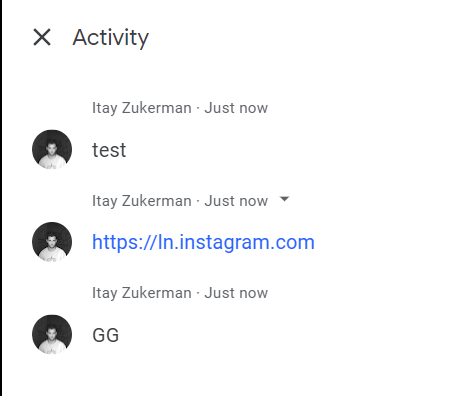 Activity
Itay Zukerman · Just now
test
Itay Zukerman · Just now
https://ln.instagram.com
Itay Zukerman · Just now
GG